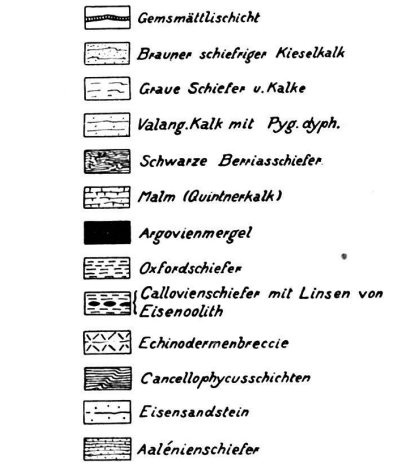 Gemsmättlischicht
Brauner schiefriger Kieselkalk
Graue Schiefer u. Kalke
Valang. Kalk mit Pyg. dyph.
Schwarze Berriasschiefer
Malm (Quintnerkalk)
Argovienmergel
Oxfordschiefer
Callovienschiefer mit Linsen von
Eisenoolith
Echinodermenbreccie
Cancellophycusschichten
Eisensandstein
Aalénienschiefer